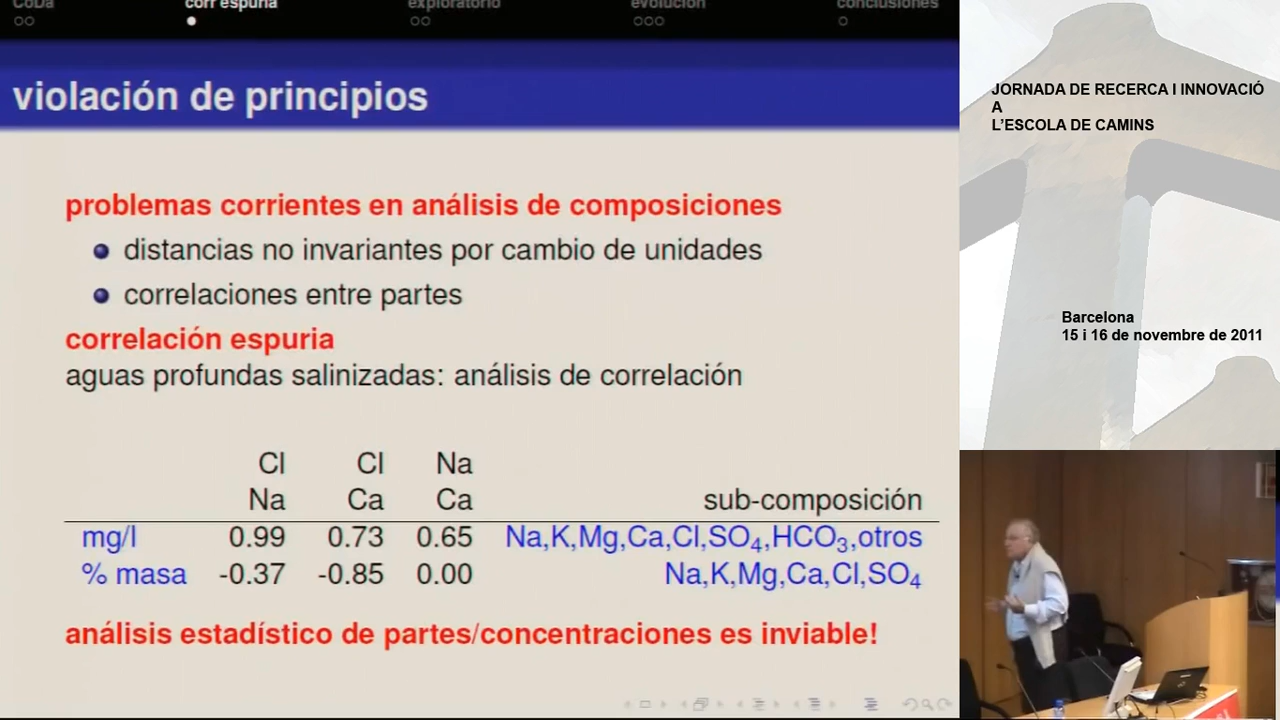 CoDa
corr espuria
exploratorio
evolución
conclusiones
violación de principios
problemas corrientes en análisis de composiciones
distancias no invariantes por cambio de unidades
correlaciones entre partes
correlación espuria
aguas profundas salinizadas: análisis de correlación
Cl Cl Na
Na Ca Ca sub-composición
mg/l 0.99 0.73 0.65 Na,K,Mg,Ca,Cl,SO₄,HCO₃,otros
% masa -0.37 -0.85 0.00 Na,K,Mg,Ca,Cl,SO₄
análisis estadístico de partes/concentraciones es inviable!
JORNADA DE RECERCA I INNOVACIÓ
A
L'ESCOLA DE CAMINS
Barcelona
15 i 16 de novembre de 2011